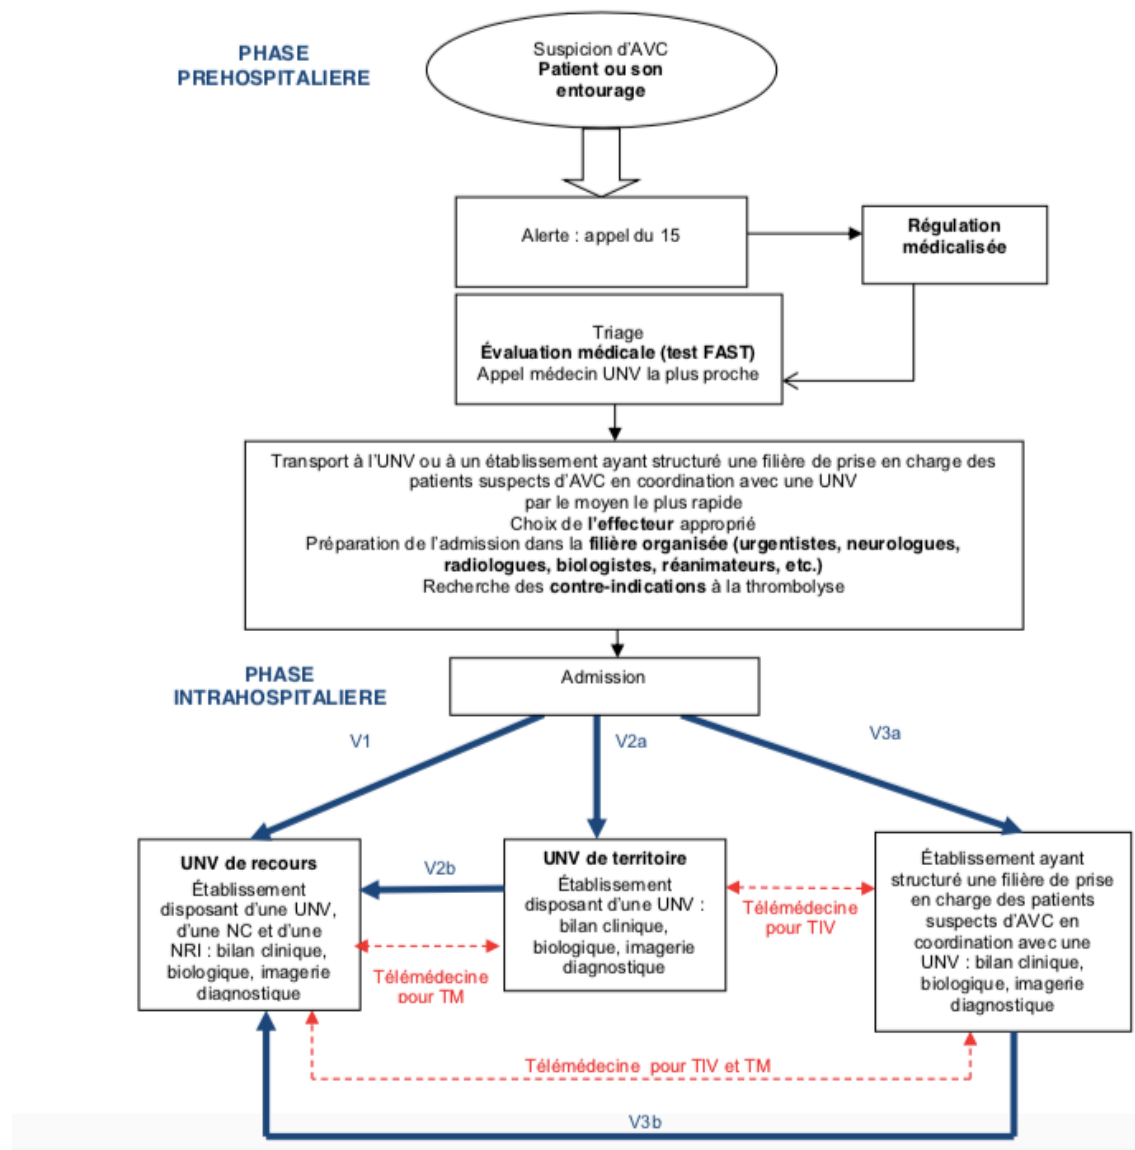 PHASE
PREHOSPITALIERE
Suspicion d'AVC
Patient ou son
entourage
Alerte : appel du 15
Régulation
médicalisée
Triage
Évaluation médicale (test FAST)
Appel médecin UNV la plus proche
Transport à l'UNV ou à un établissement ayant structuré une filière de prise en charge des
patients suspects d'AVC en coordination avec une UNV
par le moyen le plus rapide
Choix de l'effecteur approprié
Préparation de l'admission dans la filière organisée (urgentistes, neurologues,
radiologues, biologistes, réanimateurs, etc.)
Recherche des contre-indications à la thrombolyse
PHASE
INTRAHOSPITALIERE
Admission
V1
V2a
V3a
UNV de recours
Établissement
disposant d'une UNV,
d'une NC et d'une
NRI : bilan clinique,
biologique, imagerie
diagnostique
V2b
UNV de territoire
Établissement
disposant d'une UNV :
bilan clinique,
biologique, imagerie
diagnostique
Télémédecine
pour TIV
Établissement ayant
structuré une filière de prise
en charge des patients
suspects d'AVC en
coordination avec une
UNV : bilan clinique,
biologique, imagerie
diagnostique
Télémédecine
pour TM
Télémédecine pour TIV et TM
V3b